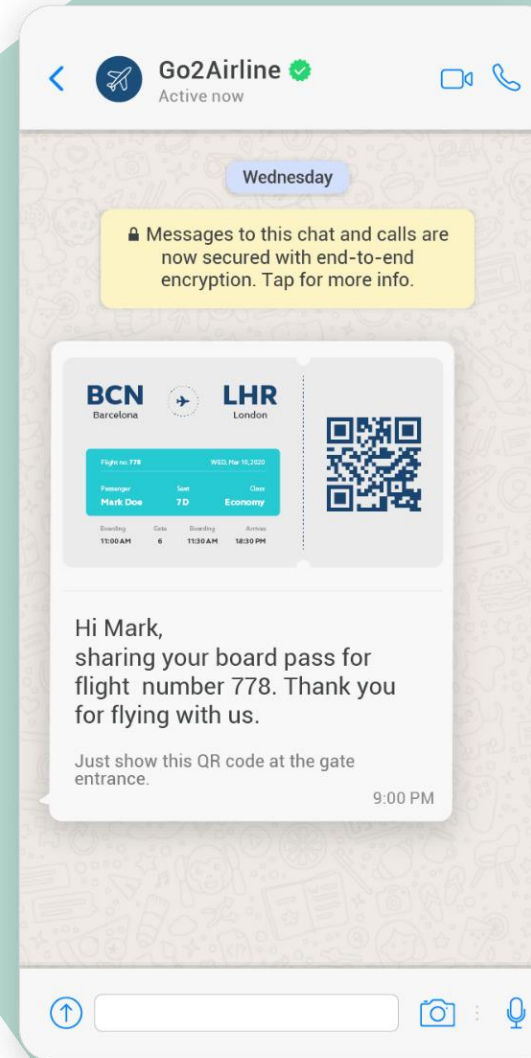 Go2Airline
Active now
Wednesday
Messages to this chat and calls are
now secured with end-to-end
encryption. Tap for more info.
BCN LHR
Barcelona London
Flight no: 778 WED, Mar 10, 2020
Passenger Seat Class
Mark Doe 7D Economy
Boarding Gate Boarding Arrives
11:00 AM 6 11:30 AM 18:30 PM
Hi Mark,
sharing your board pass for
flight number 778. Thank you
for flying with us.
Just show this QR code at the gate
entrance.
9:00 PM